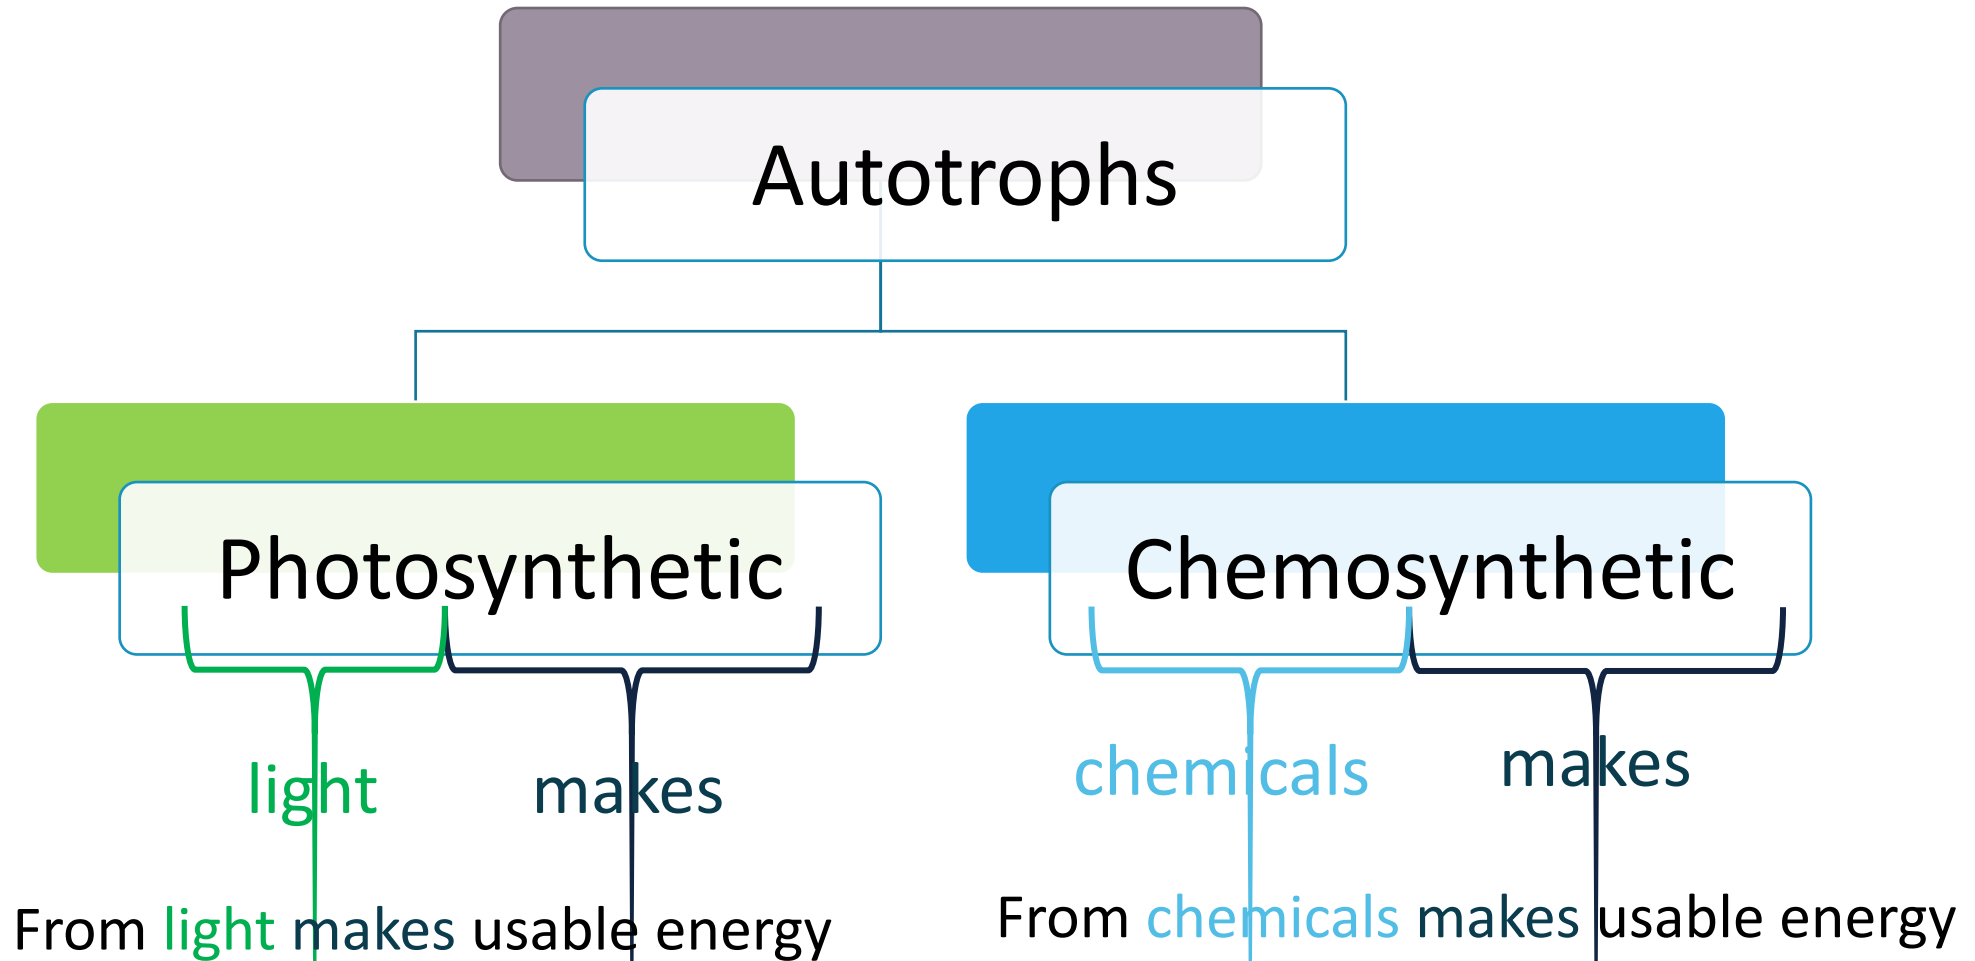 Autotrophs
Photosynthetic
Chemosynthetic
light
makes
chemicals
makes
From light makes usable energy
From chemicals makes usable energy